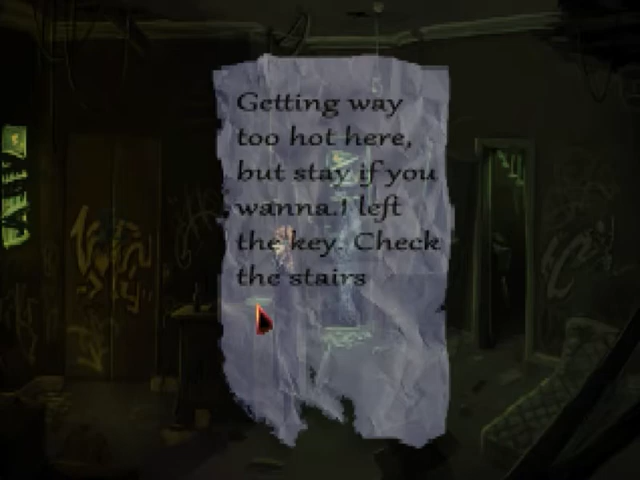 Getting way
too hot here,
but stay if you
wanna.I left
the key. Check
the stairs